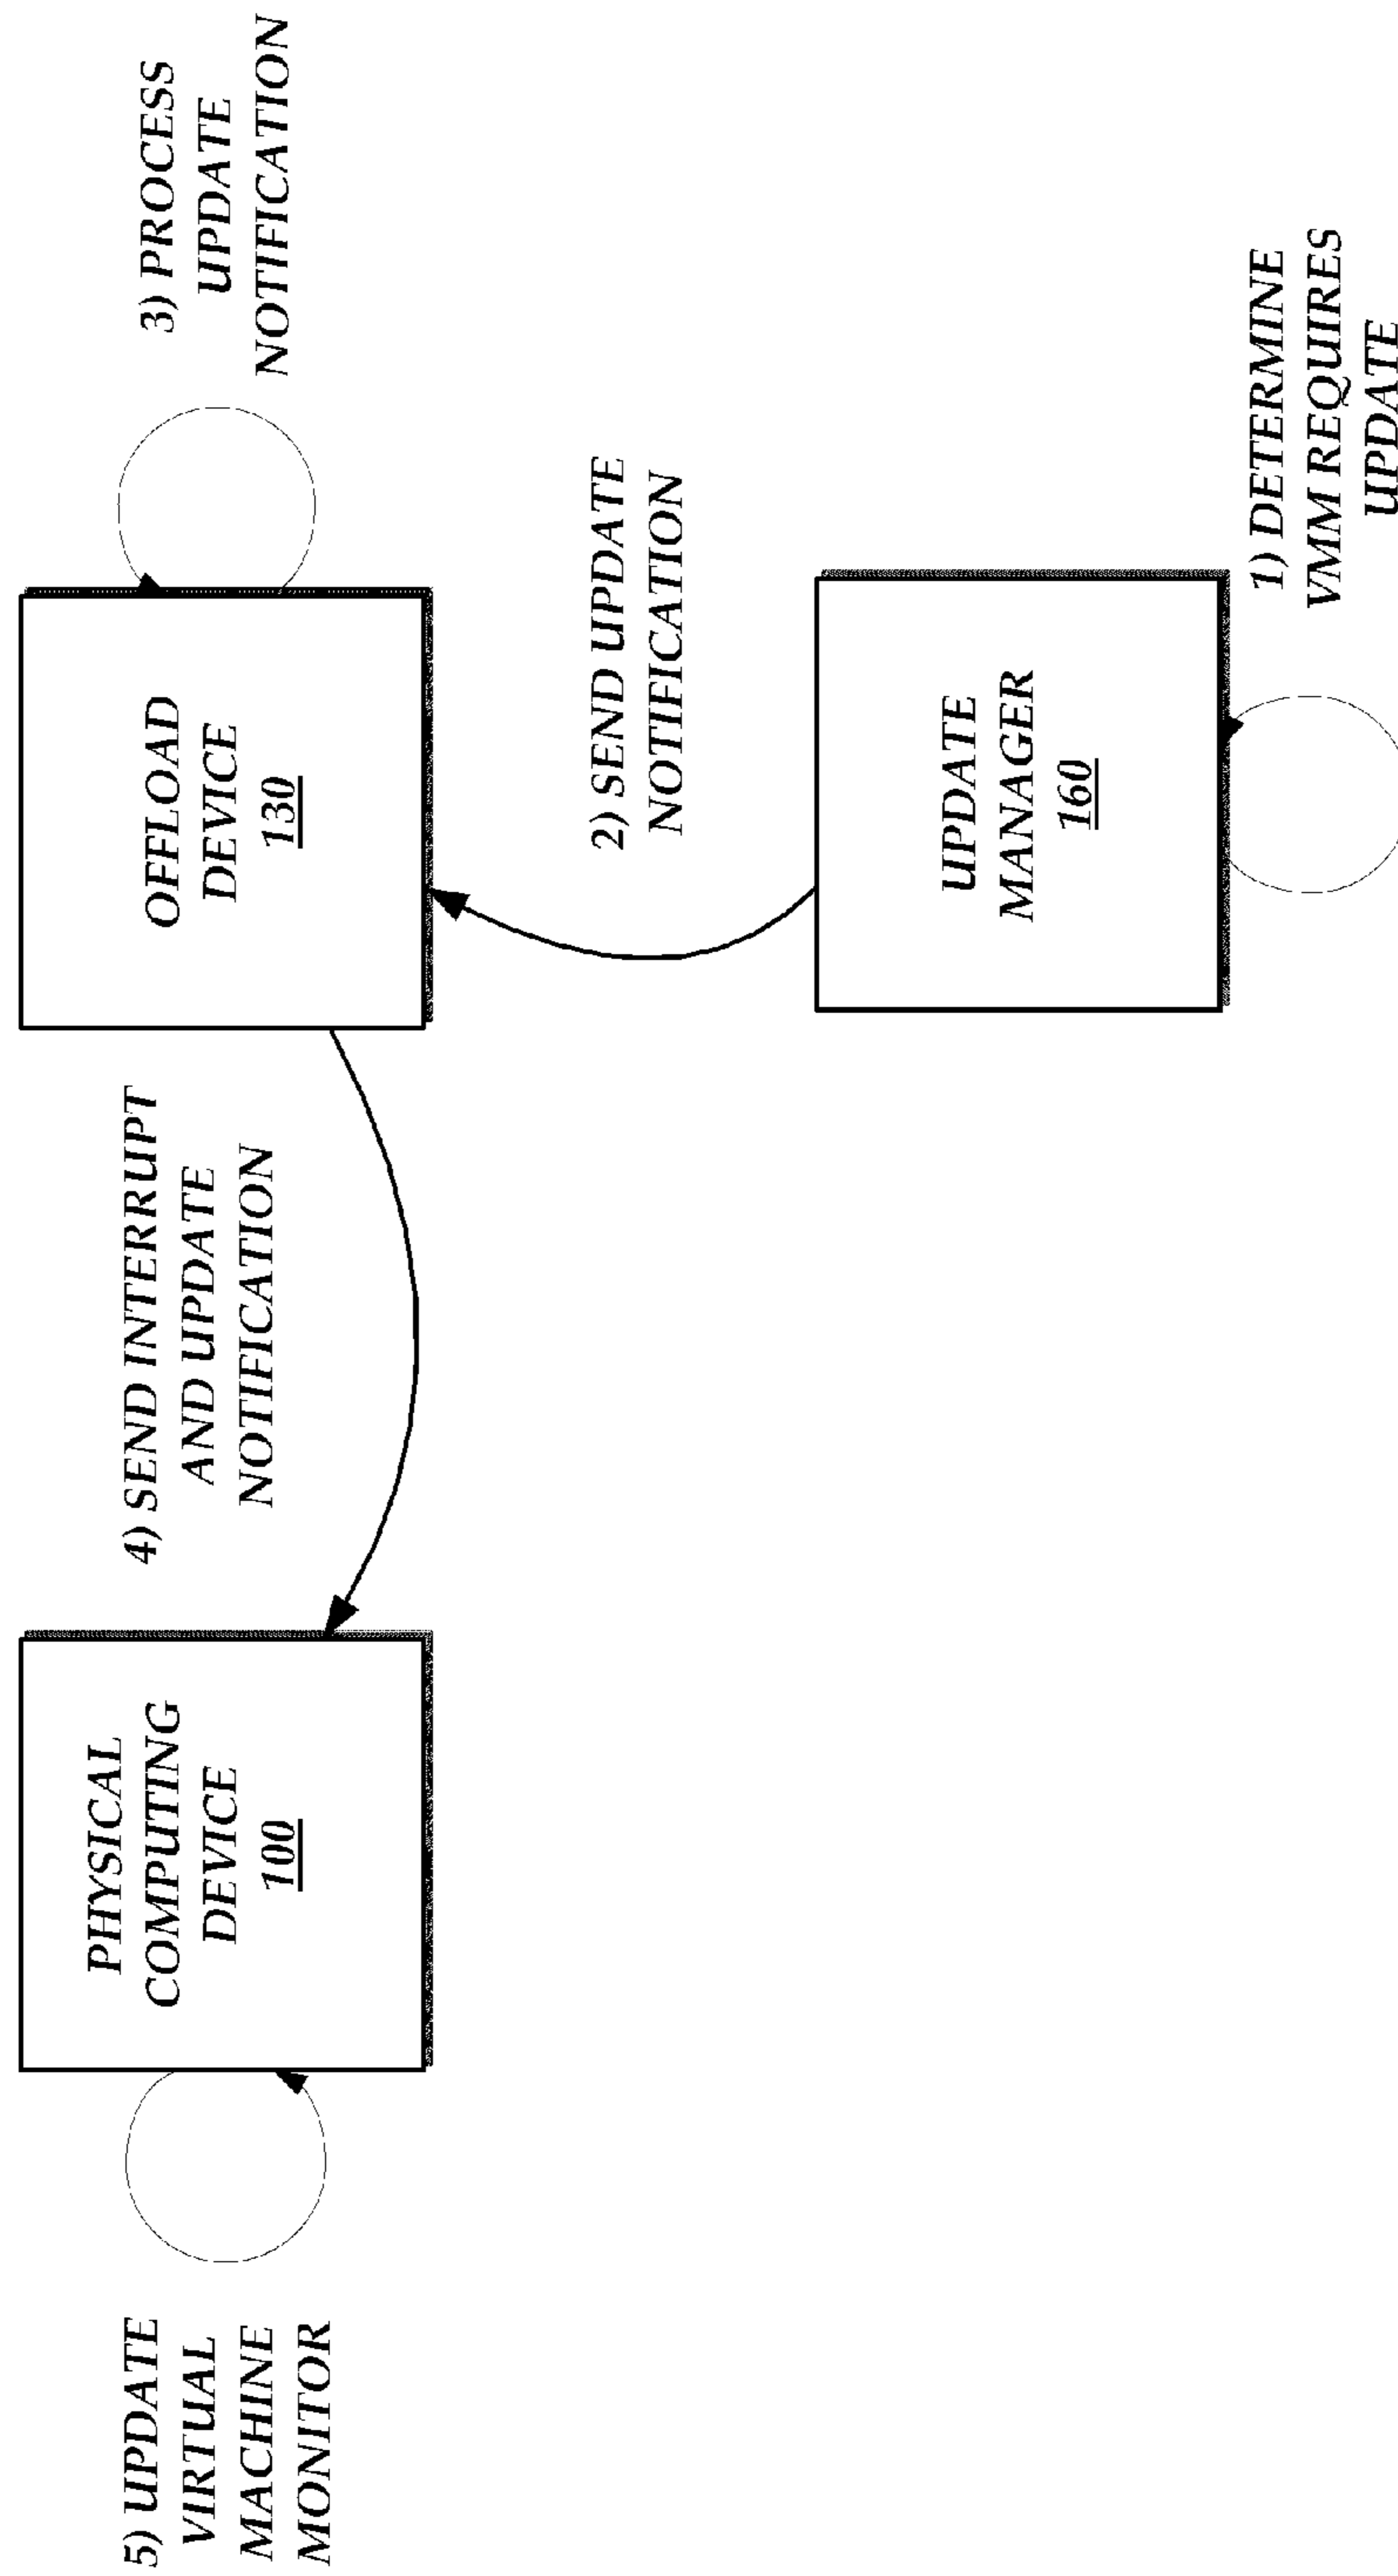 5) UPDATE
VIRTUAL
MACHINE
MONITOR
PHYSICAL
COMPUTING
DEVICE
100
4) SEND INTERRUPT
AND UPDATE
NOTIFICATION
OFFLOAD
DEVICE
130
3) PROCESS
UPDATE
NOTIFICATION
2) SEND UPDATE
NOTIFICATION
UPDATE
MANAGER
160
1) DETERMINE
VMM REQUIRES
UPDATE